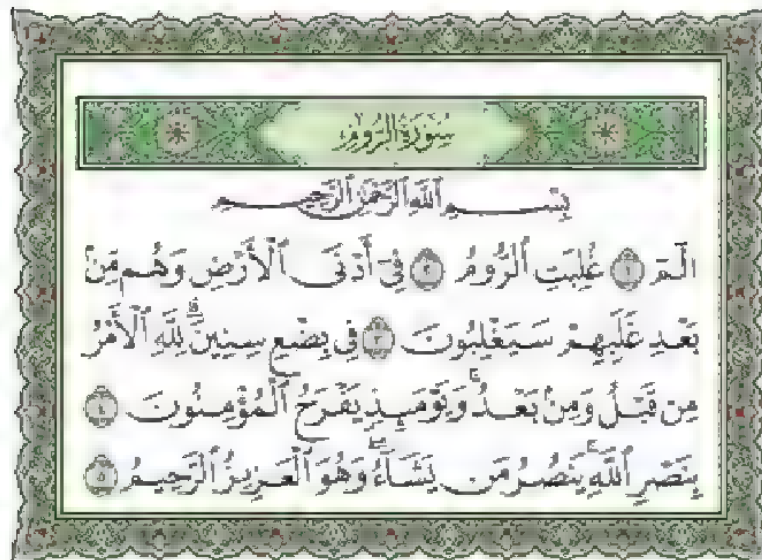 سُورَةُ الرُّومِ
بِسْمِ ٱللَّهِ ٱلرَّحْمَٰنِ ٱلرَّحِيمِ
الٓمٓ ١ غُلِبَتِ ٱلرُّومُ ٢ فِىٓ أَدْنَى ٱلْأَرْضِ وَهُم مِّنۢ
بَعْدِ غَلَبِهِمْ سَيَغْلِبُونَ ٣ فِى بِضْعِ سِنِينَ ۗ لِلَّهِ ٱلْأَمْرُ
مِن قَبْلُ وَمِنۢ بَعْدُ ۚ وَيَوْمَئِذٍ يَفْرَحُ ٱلْمُؤْمِنُونَ ٤
بِنَصْرِ ٱللَّهِ ۚ يَنصُرُ مَن يَشَآءُ ۖ وَهُوَ ٱلْعَزِيزُ ٱلرَّحِيمُ ٥